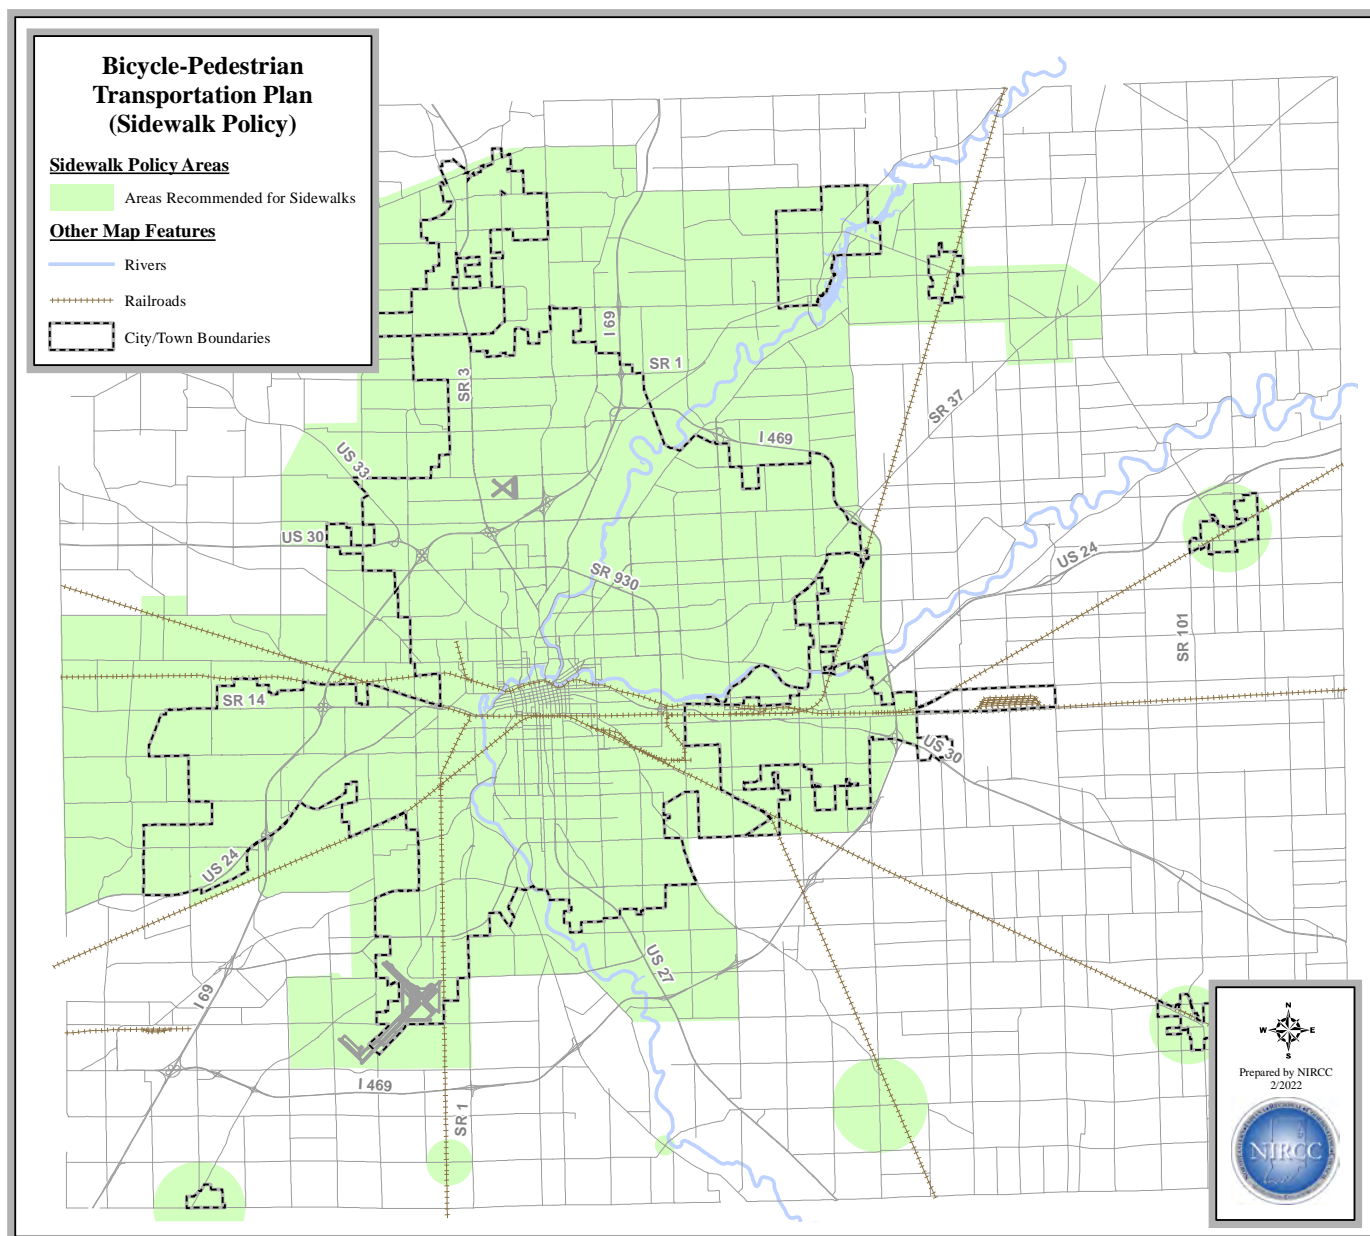 Bicycle-Pedestrian
Transportation Plan
(Sidewalk Policy)
Sidewalk Policy Areas
Areas Recommended for Sidewalks
Other Map Features
Rivers
Railroads
City/Town Boundaries
I 69
SR 1
SR 3
SR 37
I 469
US 33
US 30
SR 930
US 24
SR 101
SR 14
US 30
US 24
US 27
I 69
I 469
SR 1
N
W E
S
Prepared by NIRCC
2/2022
NIRCC